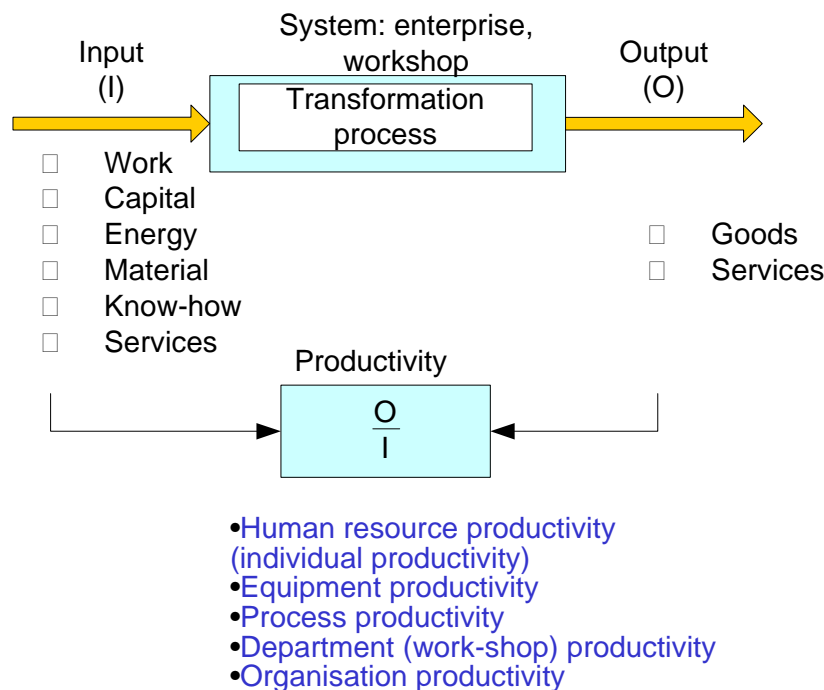 Input
(I)
System: enterprise,
workshop
Output
(O)
Transformation
process
Work
Capital
Energy
Material
Know-how
Services
Goods
Services
Productivity
O
I
•Human resource productivity
(individual productivity)
•Equipment productivity
•Process productivity
•Department (work-shop) productivity
•Organisation productivity